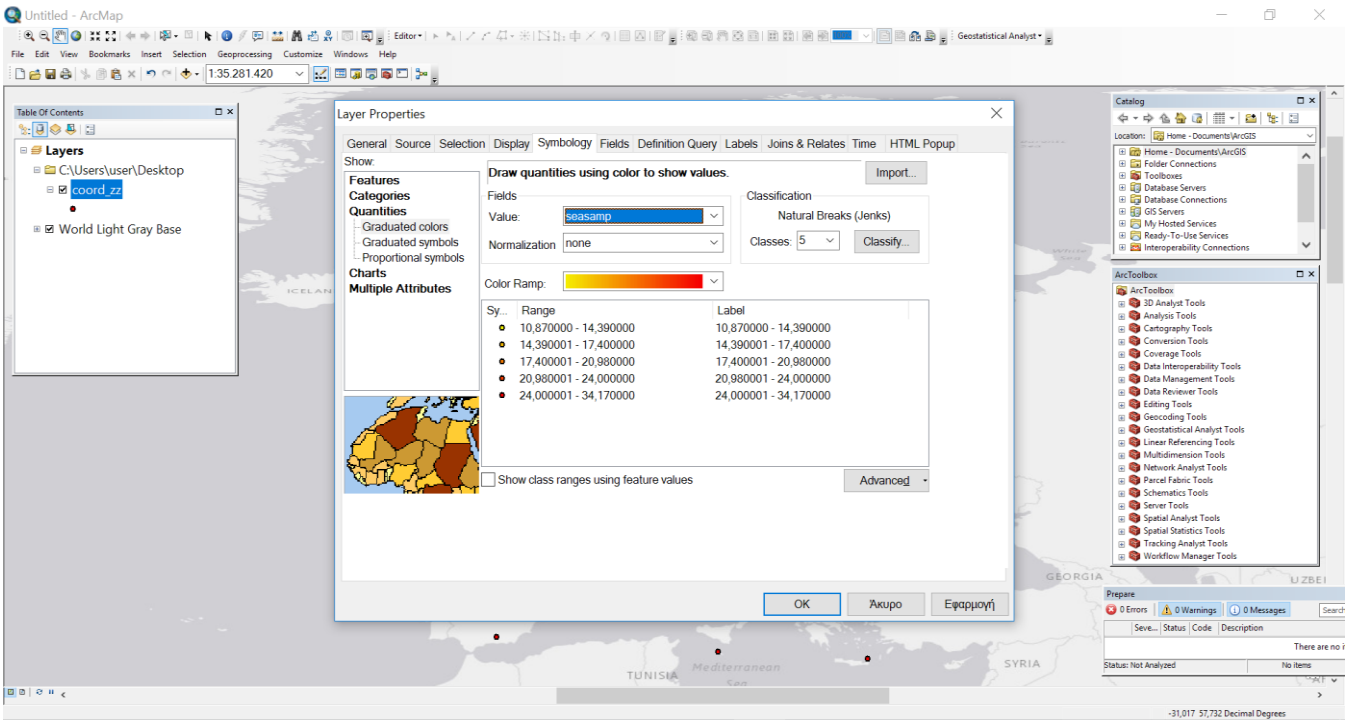 Untitled - ArcMap
Editor
Geostatistical Analyst
File Edit View Bookmarks Insert Selection Geoprocessing Customize Windows Help
1:35.281.420
Table Of Contents
Layers
C:\Users\user\Desktop
coord_zz
World Light Gray Base
Layer Properties
General Source Selection Display Symbology Fields Definition Query Labels Joins & Relates Time HTML Popup
Show:
Features
Categories
Quantities
Graduated colors
Graduated symbols
Proportional symbols
Charts
Multiple Attributes
Draw quantities using color to show values.
Import...
Fields
Value: seasamp
Normalization none
Classification
Natural Breaks (Jenks)
Classes: 5 Classify...
Color Ramp:
Sy... Range Label
10,870000 - 14,390000 10,870000 - 14,390000
14,390001 - 17,400000 14,390001 - 17,400000
17,400001 - 20,980000 17,400001 - 20,980000
20,980001 - 24,000000 20,980001 - 24,000000
24,000001 - 34,170000 24,000001 - 34,170000
Show class ranges using feature values
Advanced
OK Άκυρο Εφαρμογή
Catalog
Location: Home - Documents\ArcGIS
Home - Documents\ArcGIS
Folder Connections
Toolboxes
Database Servers
Database Connections
GIS Servers
My Hosted Services
Ready-To-Use Services
Interoperability Connections
ArcToolbox
ArcToolbox
3D Analyst Tools
Analysis Tools
Cartography Tools
Conversion Tools
Coverage Tools
Data Interoperability Tools
Data Management Tools
Data Reviewer Tools
Editing Tools
Geocoding Tools
Geostatistical Analyst Tools
Linear Referencing Tools
Multidimension Tools
Network Analyst Tools
Parcel Fabric Tools
Schematics Tools
Server Tools
Spatial Analyst Tools
Spatial Statistics Tools
Tracking Analyst Tools
Workflow Manager Tools
Prepare
0 Errors 0 Warnings 0 Messages Search
Seve... Status Code Description
There are no i
Status: Not Analyzed No items
ICELAN
White
Sea
GEORGIA
UZBEI
TUNISIA
Mediterranean
Sea
SYRIA
-31,017 57,732 Decimal Degrees